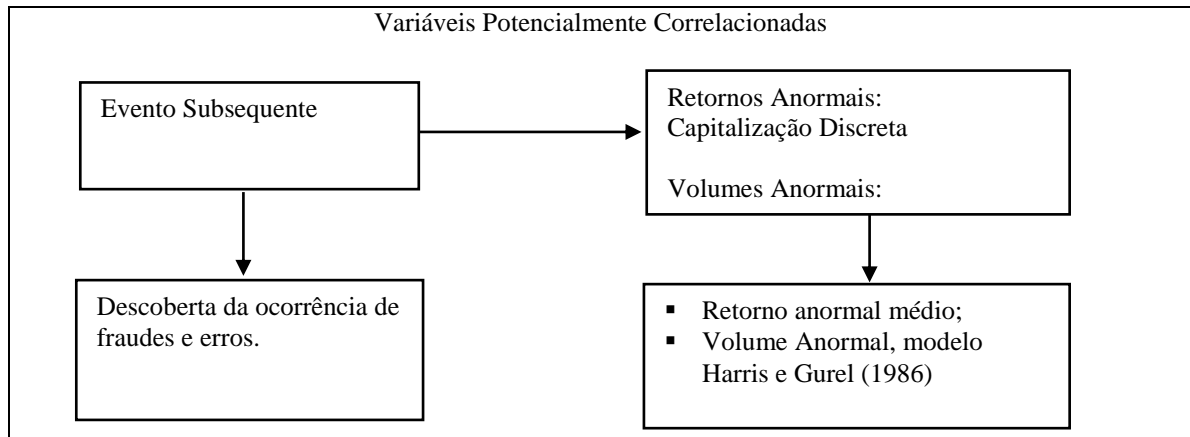 Variáveis Potencialmente Correlacionadas
Evento Subsequente
Retornos Anormais:
Capitalização Discreta
Volumes Anormais:
Descoberta da ocorrência de
fraudes e erros.
▪ Retorno anormal médio;
▪ Volume Anormal, modelo
Harris e Gurel (1986)